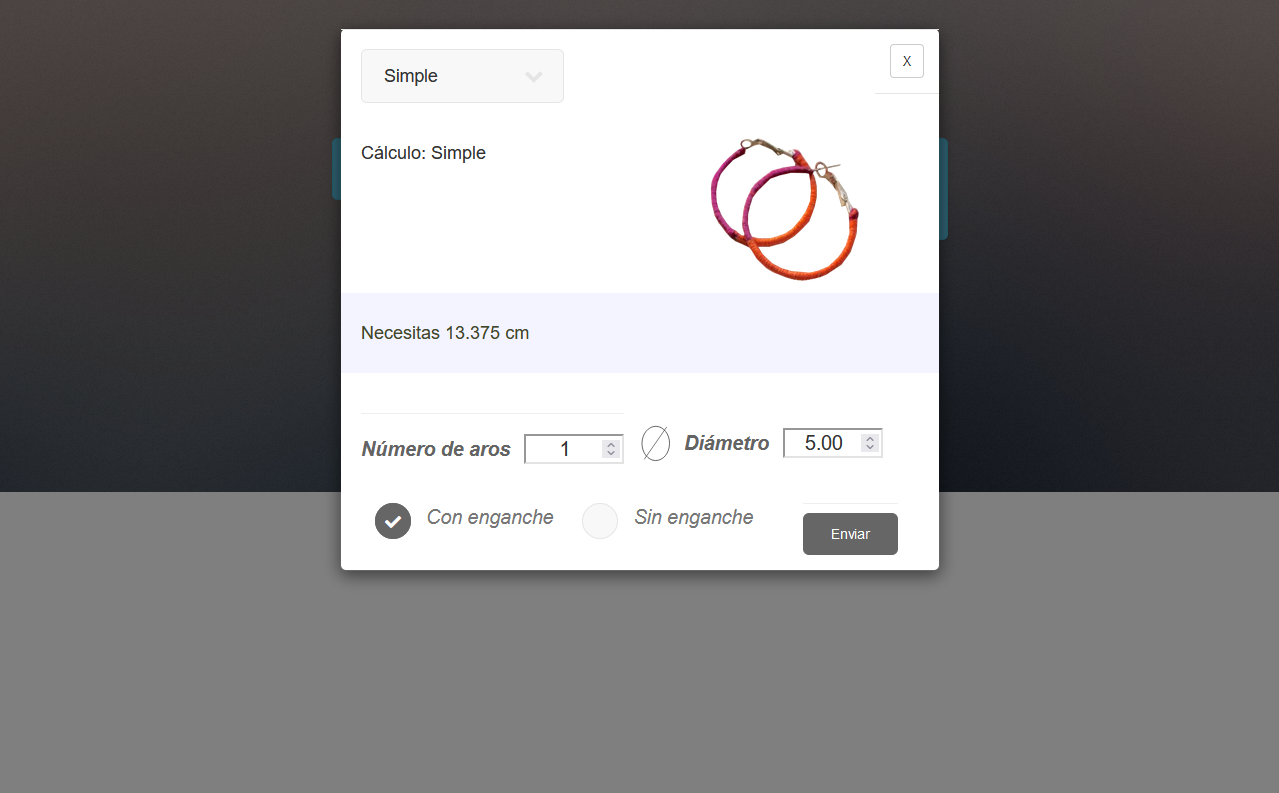 Simple
X
Cálculo: Simple
Necesitas 13.375 cm
Número de aros 1 Diámetro 5.00
Con enganche Sin enganche
Enviar